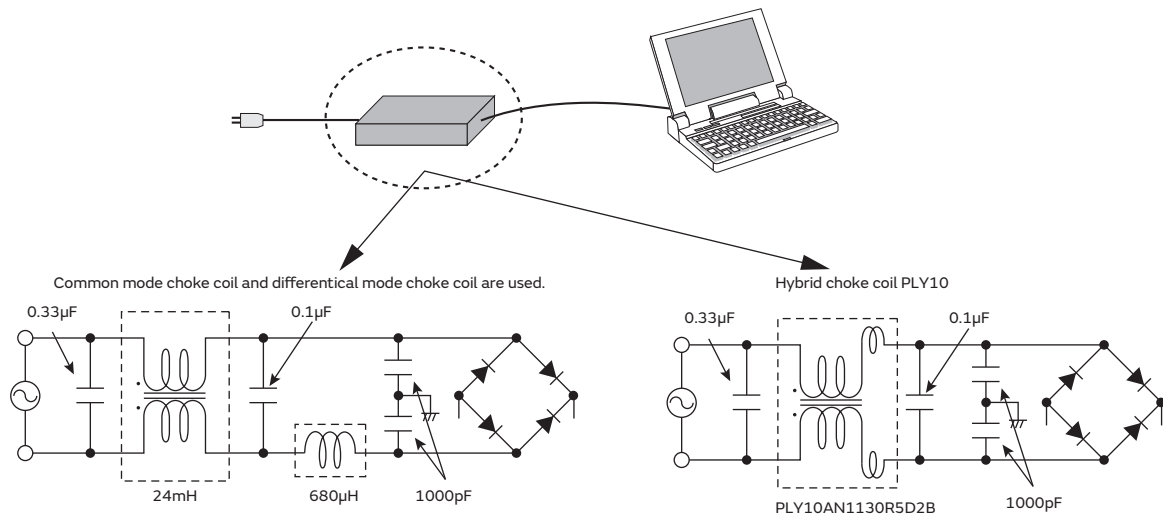 Common mode choke coil and differentical mode choke coil are used.
0.33µF
0.1µF
24mH
680µH
1000pF
Hybrid choke coil PLY10
0.33µF
0.1µF
PLY10AN1130R5D2B
1000pF